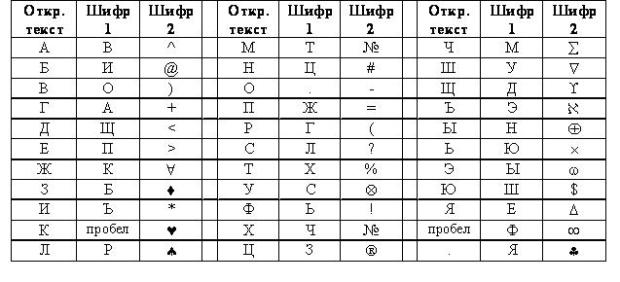 Откр. текст Шифр 1 Шифр 2 Откр. текст Шифр 1 Шифр 2 Откр. текст Шифр 1 Шифр 2
А В ^ М Т № Ч М ∑
Б И @ Н Ц # Ш У ∇
В О ) О . - Щ Д ϒ
Г А + П Ж = Ъ Э ℵ
Д Щ < Р Г ( Ы Н ⊕
Е П > С Л ? Ь Ю ×
Ж К ∀ Т Х % Э Ы ω
З Б ♦ У С ⊗ Ю Ш $
И Ъ * Ф Ь ! Я Е Δ
К пробел ♥ Х Ч № пробел Ф ∞
Л Р ♠ Ц З ® . Я ♣